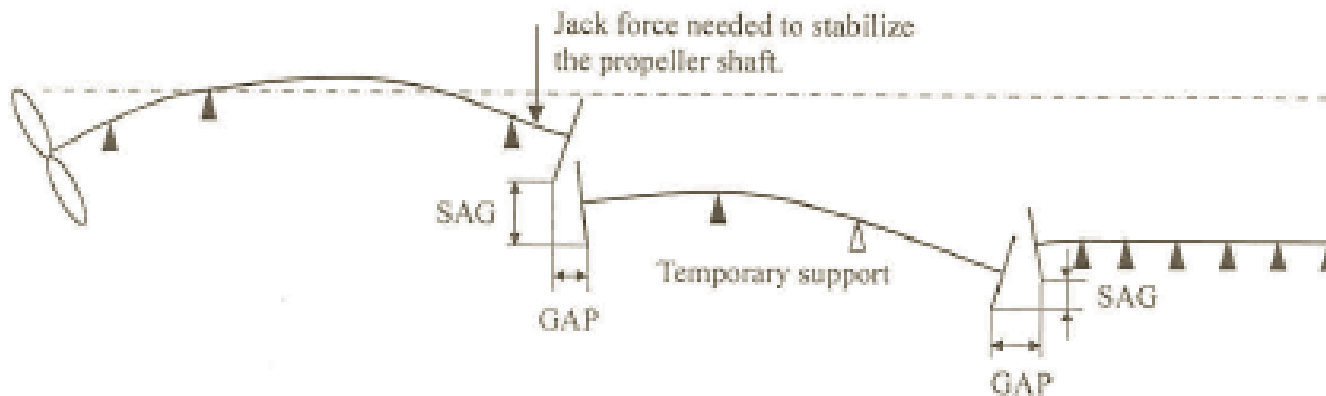 Jack force needed to stabilize
the propeller shaft.
SAG
Temporary support
GAP
SAG
GAP